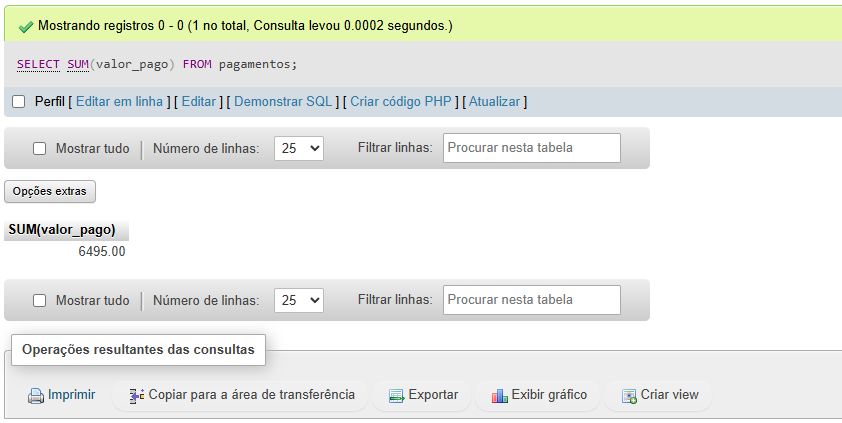 Mostrando registros 0 - 0 (1 no total, Consulta levou 0.0002 segundos.)
SELECT SUM(valor_pago) FROM pagamentos;
Perfil [ Editar em linha ] [ Editar ] [ Demonstrar SQL ] [ Criar código PHP ] [ Atualizar ]
Mostrar tudo | Número de linhas: 25 Filtrar linhas: Procurar nesta tabela
Opções extras
SUM(valor_pago)
6495.00
Mostrar tudo | Número de linhas: 25 Filtrar linhas: Procurar nesta tabela
Operações resultantes das consultas
Imprimir Copiar para a área de transferência Exportar Exibir gráfico Criar view